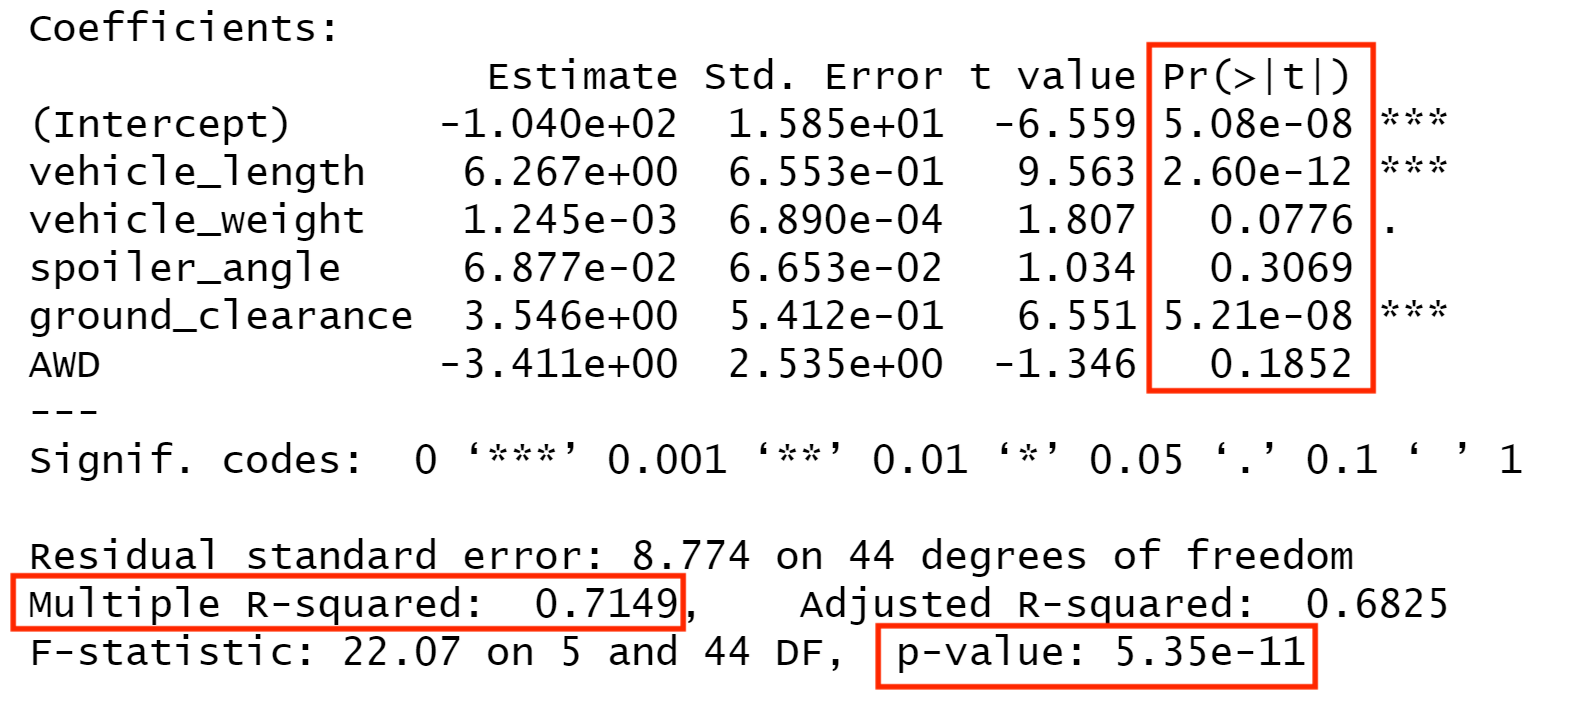 Coefficients:
Estimate Std. Error t value Pr(>|t|)
(Intercept) -1.040e+02 1.585e+01 -6.559 5.08e-08 ***
vehicle_length 6.267e+00 6.553e-01 9.563 2.60e-12 ***
vehicle_weight 1.245e-03 6.890e-04 1.807 0.0776 .
spoiler_angle 6.877e-02 6.653e-02 1.034 0.3069
ground_clearance 3.546e+00 5.412e-01 6.551 5.21e-08 ***
AWD -3.411e+00 2.535e+00 -1.346 0.1852
---
Signif. codes: 0 ‘***’ 0.001 ‘**’ 0.01 ‘*’ 0.05 ‘.’ 0.1 ‘ ’ 1
Residual standard error: 8.774 on 44 degrees of freedom
Multiple R-squared: 0.7149, Adjusted R-squared: 0.6825
F-statistic: 22.07 on 5 and 44 DF, p-value: 5.35e-11